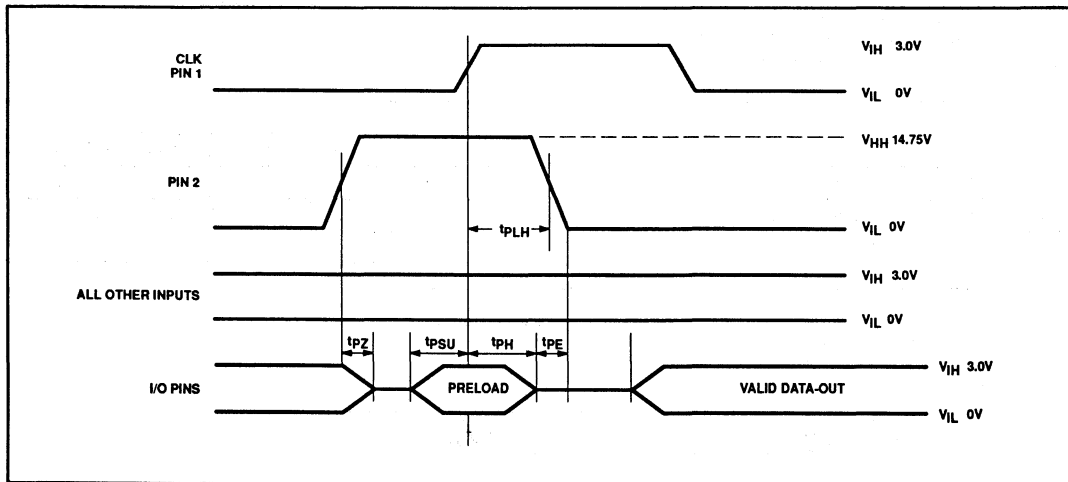 CLK
PIN 1
VIH 3.0V
VIL 0V
VHH 14.75V
PIN 2
tPLH
VIL 0V
VIH 3.0V
ALL OTHER INPUTS
VIL 0V
tPZ
tPSU
tPH
tPE
I/O PINS
PRELOAD
VALID DATA-OUT
VIH 3.0V
VIL 0V